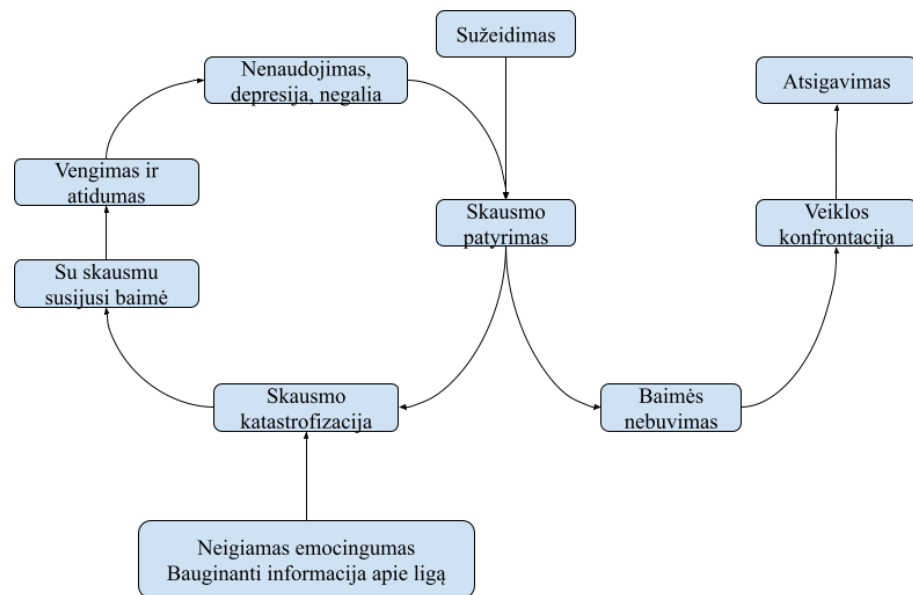 Sužeidimas
Nenaudojimas,
depresija, negalia
Atsigavimas
Vengimas ir
atidumas
Skausmo
patyrimas
Veiklos
konfrontacija
Su skausmu
susijusi baimė
Skausmo
katastrofizacija
Baimės
nebuvimas
Neigiamas emocingumas
Bauginanti informacija apie ligą